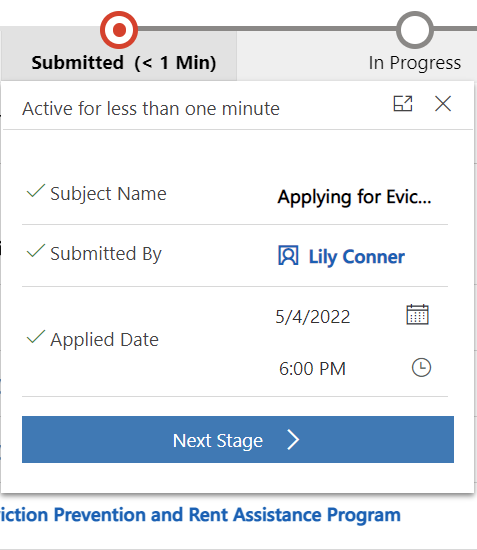 Submitted (< 1 Min)
In Progress
Active for less than one minute
Subject Name
Applying for Evic...
Submitted By
Lily Conner
Applied Date
5/4/2022
6:00 PM
Next Stage
Prevention and Rent Assistance Program